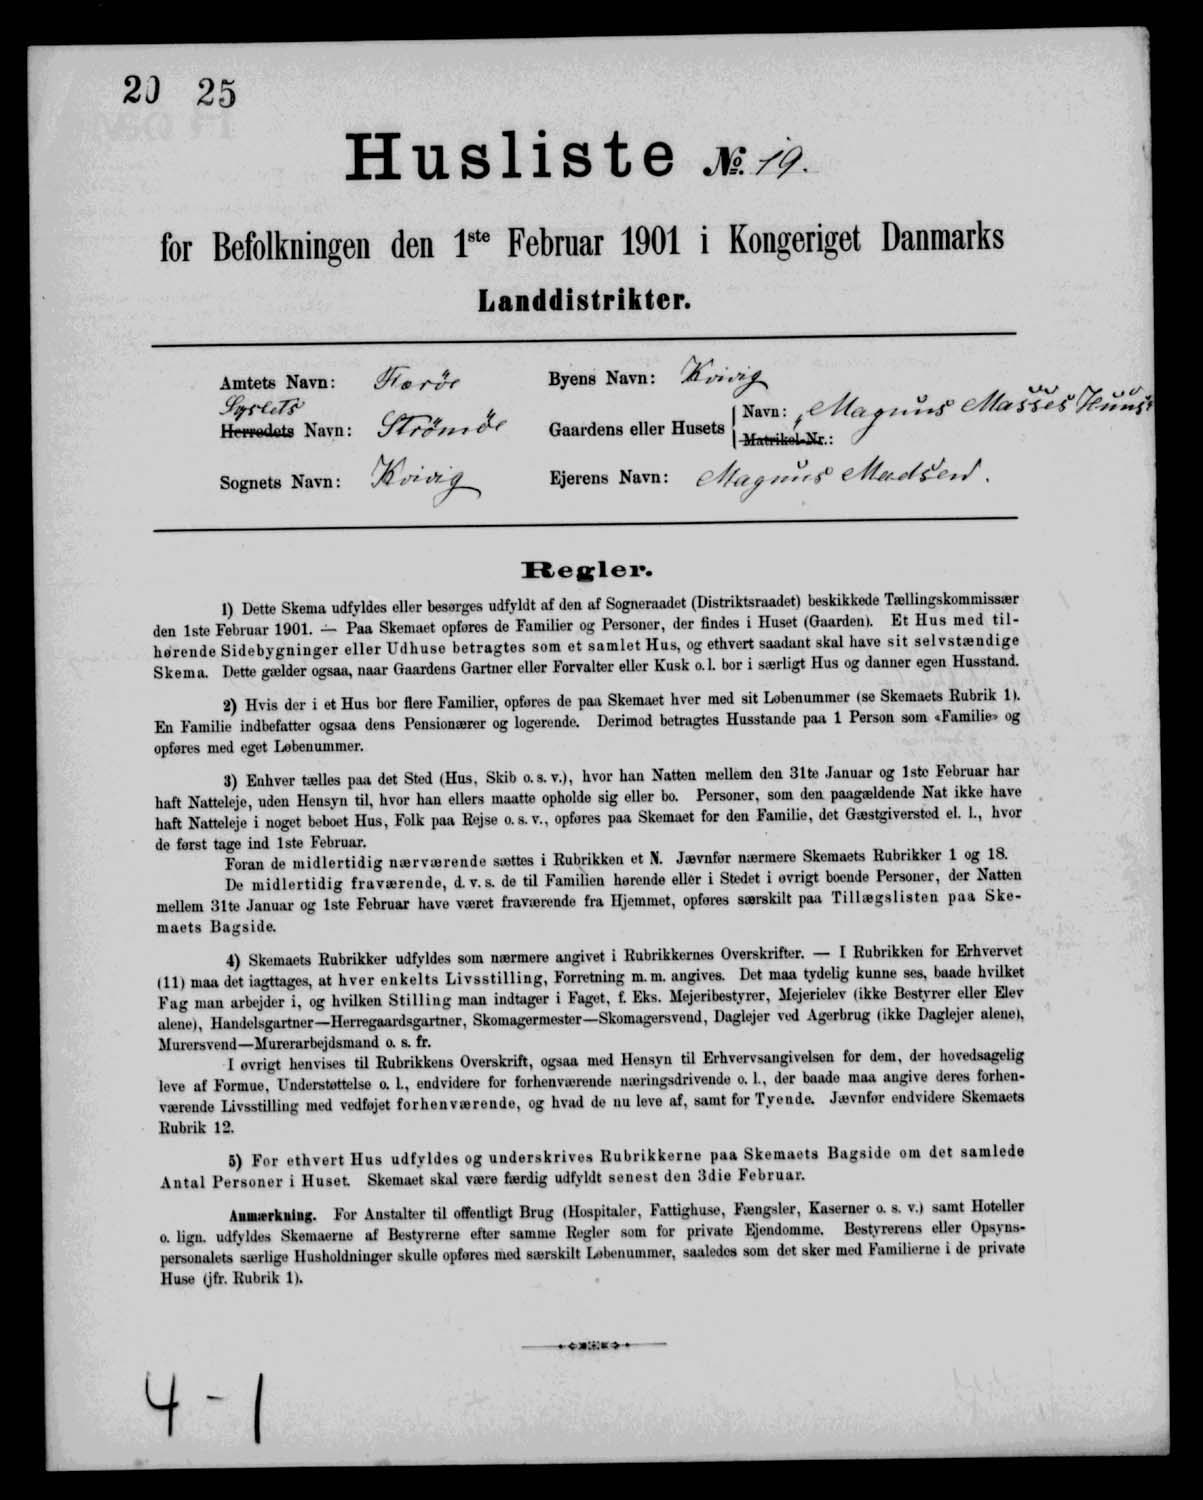 20 25
Husliste № 19.
for Befolkningen den 1ste Februar 1901 i Kongeriget Danmarks
Landdistrikter.
Amtets Navn: Færöe Byens Navn: Kvivig
Syslets
Herredets Navn: Strömöe Gaardens eller Husets Navn: „Magnus Masses Huus“
Matrikel-Nr.:
Sognets Navn: Kvivig Ejerens Navn: Magnus Madsen.
Regler.
1) Dette Skema udfyldes eller besørges udfyldt af den af Sogneraadet (Distriktsraadet) beskikkede Tællingskommissær
den 1ste Februar 1901. — Paa Skemaet opføres de Familier og Personer, der findes i Huset (Gaarden). Et Hus med til-
hørende Sidebygninger eller Udhuse betragtes som et samlet Hus, og ethvert saadant skal have sit selvstændige
Skema. Dette gælder ogsaa, naar Gaardens Gartner eller Forvalter eller Kusk o. l. bor i særligt Hus og danner egen Husstand.
2) Hvis der i et Hus bor flere Familier, opføres de paa Skemaet hver med sit Løbenummer (se Skemaets Rubrik 1).
En Familie indbefatter ogsaa dens Pensionærer og logerende. Derimod betragtes Husstande paa 1 Person som «Familie» og
opføres med eget Løbenummer.
3) Enhver tælles paa det Sted (Hus, Skib o. s. v.), hvor han Natten mellem den 31te Januar og 1ste Februar har
haft Natteleje, uden Hensyn til, hvor han ellers maatte opholde sig eller bo. Personer, som den paagældende Nat ikke have
haft Natteleje i noget beboet Hus, Folk paa Rejse o. s. v., opføres paa Skemaet for den Familie, det Gæstgiversted el. l., hvor
de først tage ind 1ste Februar.
Foran de midlertidig nærværende sættes i Rubrikken et N. Jævnfør nærmere Skemaets Rubrikker 1 og 18.
De midlertidig fraværende, d. v. s. de til Familien hørende eller i Stedet i øvrigt boende Personer, der Natten
mellem 31te Januar og 1ste Februar have været fraværende fra Hjemmet, opføres særskilt paa Tillægslisten paa Ske-
maets Bagside.
4) Skemaets Rubrikker udfyldes som nærmere angivet i Rubrikkernes Overskrifter. — I Rubrikken for Erhvervet
(11) maa det iagttages, at hver enkelts Livsstilling, Forretning m. m. angives. Det maa tydelig kunne ses, baade hvilket
Fag man arbejder i, og hvilken Stilling man indtager i Faget, f. Eks. Mejeribestyrer, Mejerielev (ikke Bestyrer eller Elev
alene), Handelsgartner—Herregaardsgartner, Skomagermester—Skomagersvend, Daglejer ved Agerbrug (ikke Daglejer alene),
Murersvend—Murerarbejdsmand o. s. fr.
I øvrigt henvises til Rubrikkens Overskrift, ogsaa med Hensyn til Erhvervsangivelsen for dem, der hovedsagelig
leve af Formue, Understøttelse o. l., endvidere for forhenværende næringsdrivende o. l., der baade maa angive deres forhen-
værende Livsstilling med vedføjet forhenværende, og hvad de nu leve af, samt for Tyende. Jævnfør endvidere Skemaets
Rubrik 12.
5) For ethvert Hus udfyldes og underskrives Rubrikkerne paa Skemaets Bagside om det samlede
Antal Personer i Huset. Skemaet skal være færdig udfyldt senest den 3die Februar.
Anmærkning. For Anstalter til offentligt Brug (Hospitaler, Fattighuse, Fængsler, Kaserner o. s. v.) samt Hoteller
o. lign. udfyldes Skemaerne af Bestyrerne efter samme Regler som for private Ejendomme. Bestyrerens eller Opsyns-
personalets særlige Husholdninger skulle opføres med særskilt Løbenummer, saaledes som det sker med Familierne i de private
Huse (jfr. Rubrik 1).
4 - 1